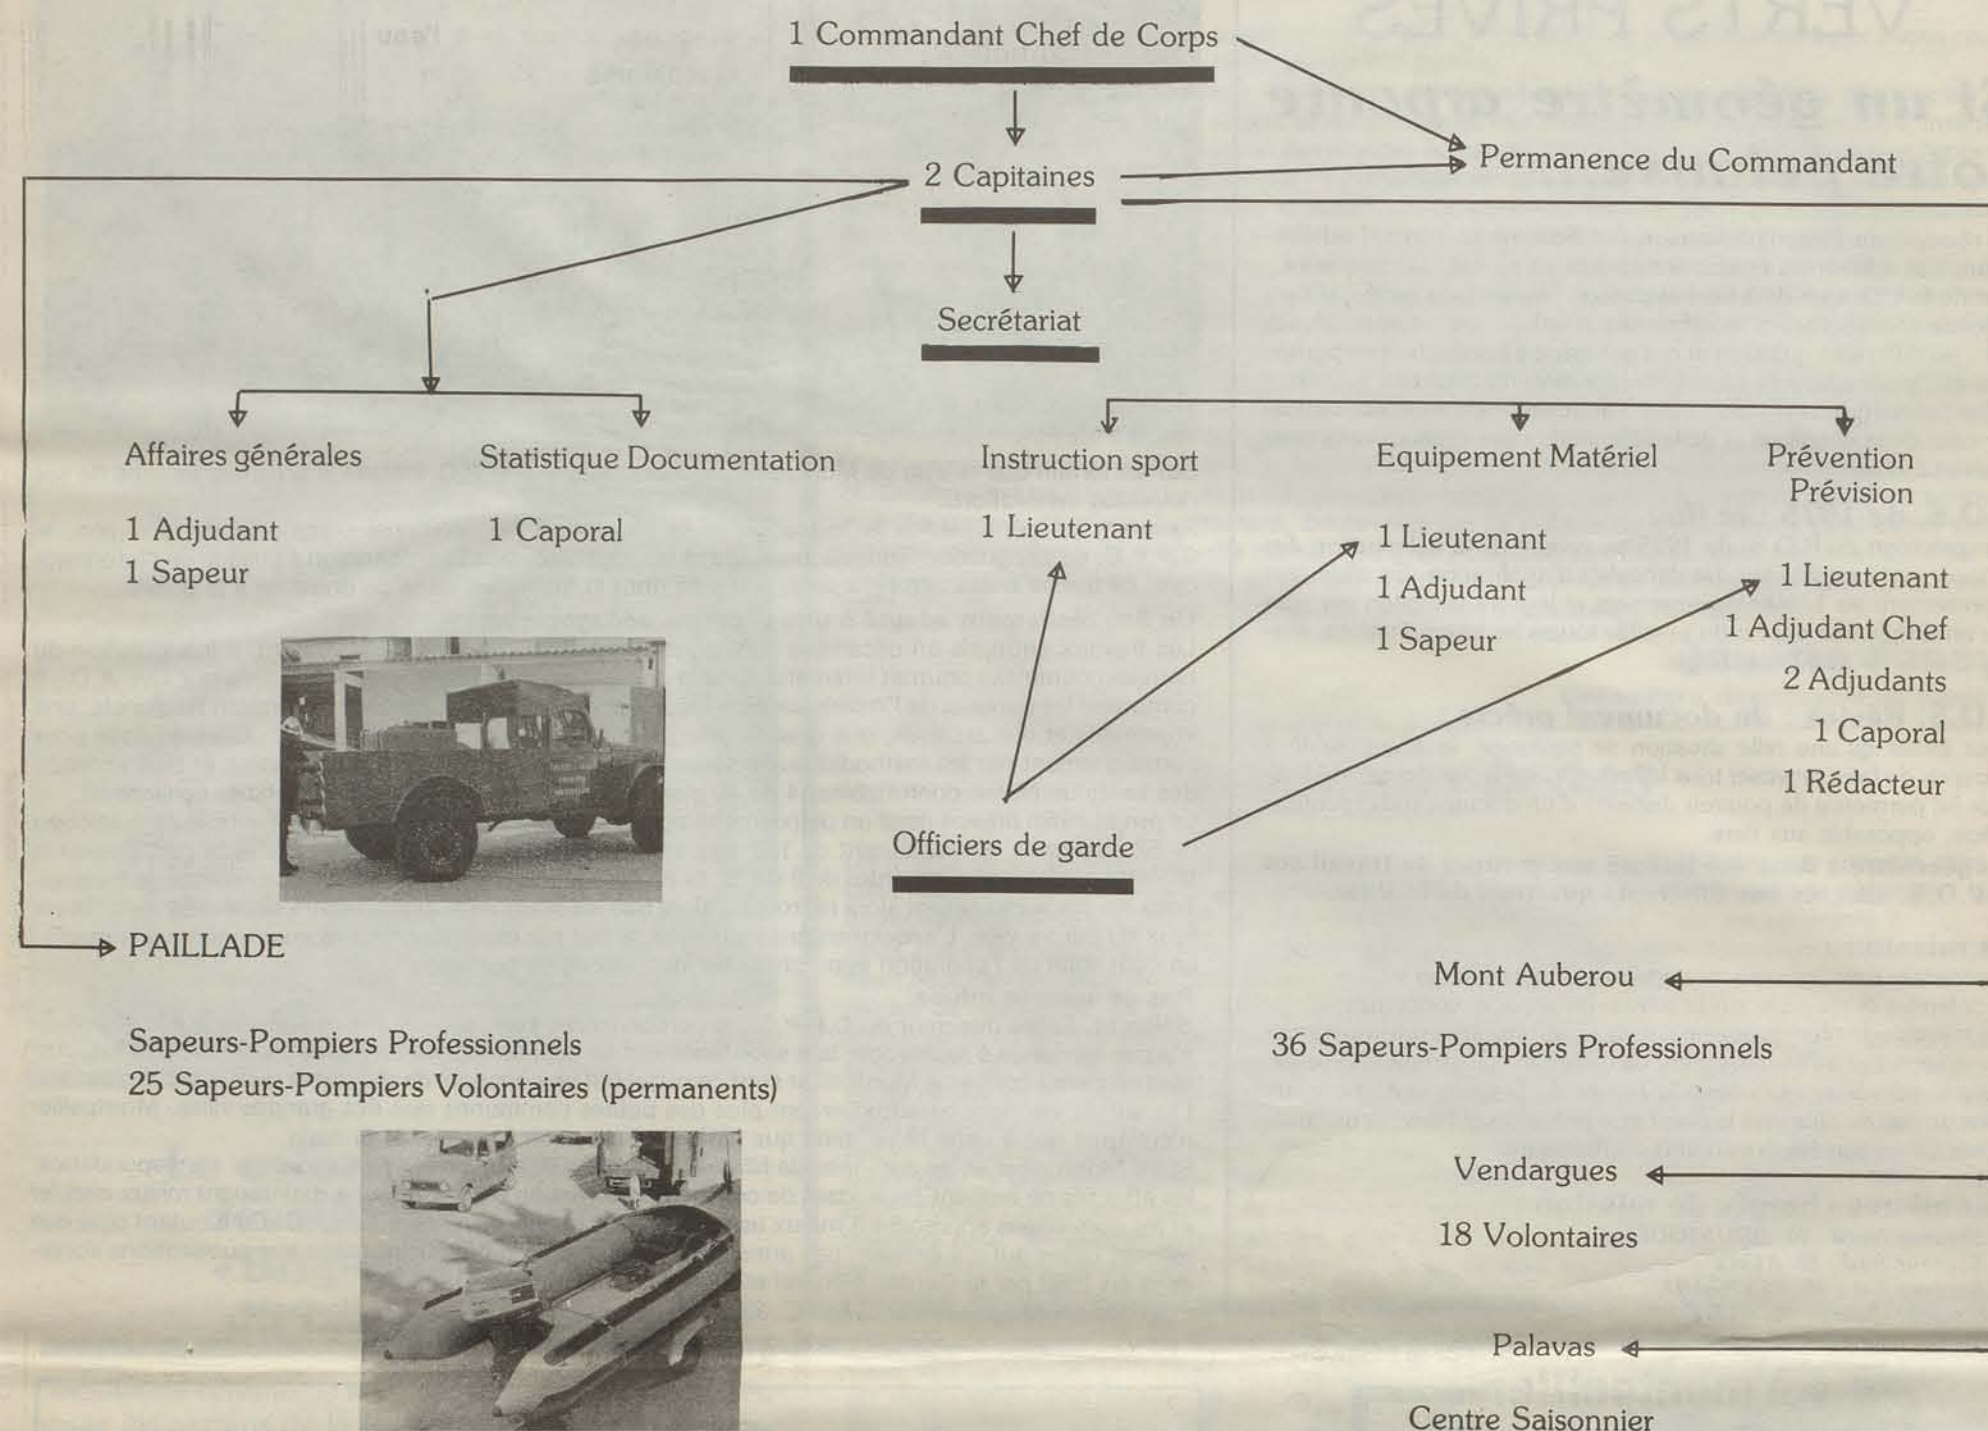 1 Commandant Chef de Corps
Permanence du Commandant
2 Capitaines
Secrétariat
Affaires générales
1 Adjudant
1 Sapeur
Statistique Documentation
1 Caporal
Instruction sport
1 Lieutenant
Equipement Matériel
1 Lieutenant
1 Adjudant
1 Sapeur
Prévention
Prévision
1 Lieutenant
1 Adjudant Chef
2 Adjudants
1 Caporal
1 Rédacteur
Officiers de garde
PAILLADE
Sapeurs-Pompiers Professionnels
25 Sapeurs-Pompiers Volontaires (permanents)
Mont Auberou
36 Sapeurs-Pompiers Professionnels
Vendargues
18 Volontaires
Palavas
Centre Saisonnier